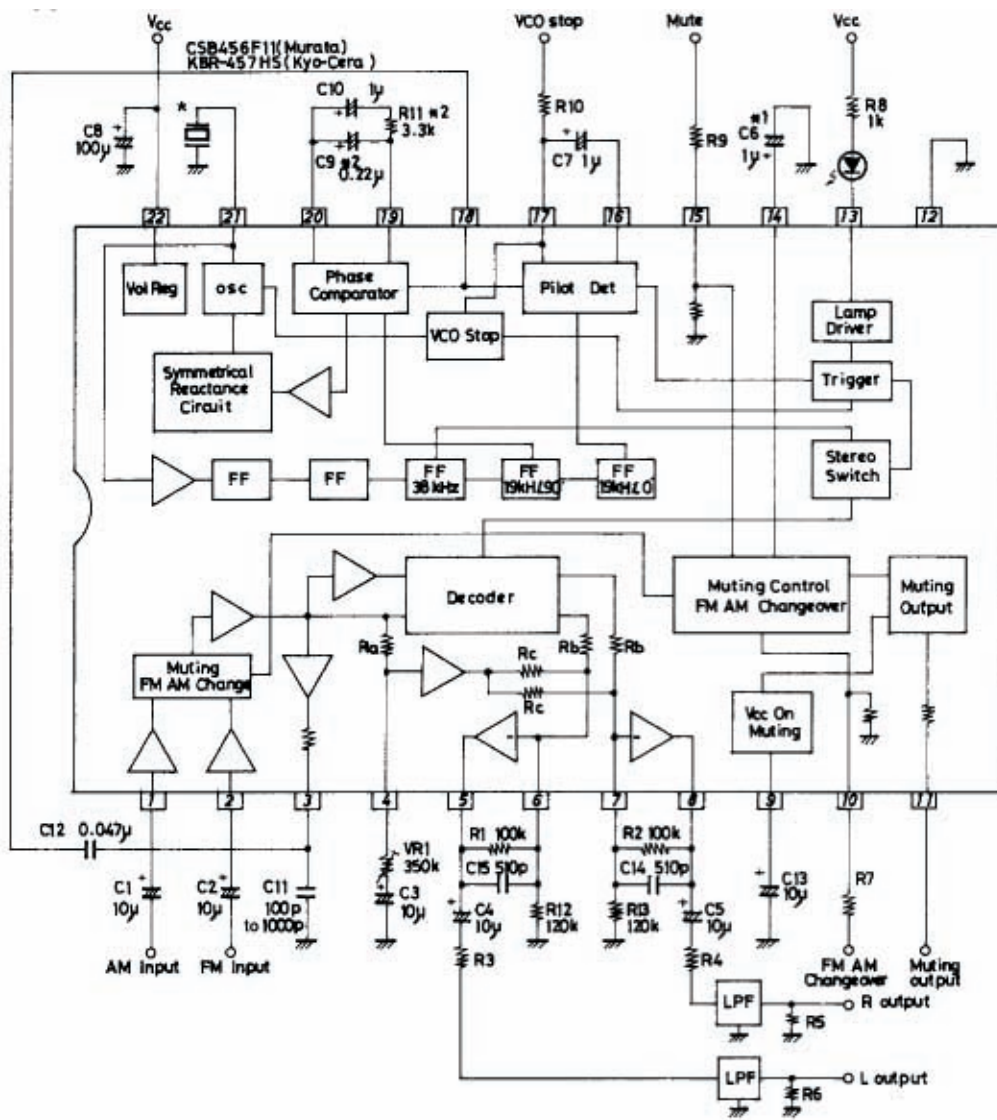 Vcc
VCO stop
Mute
Vcc
CSB456F11(Murata)
KBR-457HS(Kyo-Cera)
C10 1μ
C8 100μ
*
R11 *2 3.3k
C9 *2 0.22μ
R10
C7 1μ
R9
*1 C6 1μ
R8 1k
22 21 20 19 18 17 16 15 14 13 12
Vol Reg
OSC
Phase Comparator
Pilot Det
VCO Stop
Lamp Driver
Symmetrical Reactance Circuit
Trigger
Stereo Switch
FF
FF
FF 38kHz
FF 19kH∠90°
FF 19kH∠0°
Decoder
Muting Control FM AM Changeover
Muting Output
Muting FM AM Change
Ra
Rc
Rc
Rb
Rb
Vcc On Muting
1 2 3 4 5 6 7 8 9 10 11
C12 0.047μ
R1 100k
R2 100k
VR1 350k
C15 510p
C14 510p
C1 10μ
C2 10μ
C11 100p to 1000p
C3 10μ
C4 10μ
R12 120k
R13 120k
C5 10μ
C13 10μ
R7
R3
R4
AM input
FM input
FM AM Changeover
Muting output
LPF
R5
R output
LPF
R6
L output